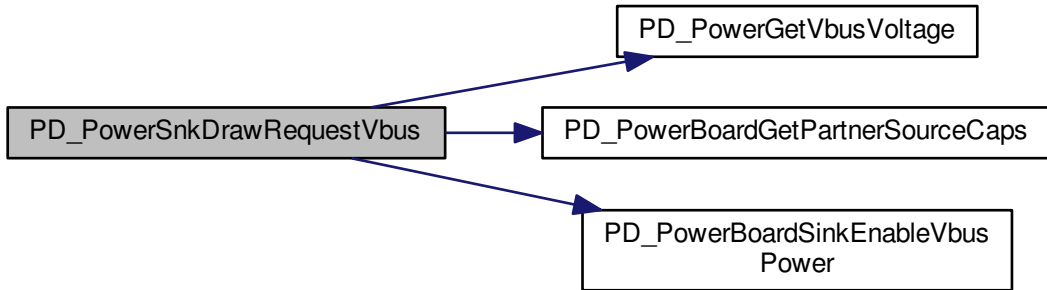 PD_PowerGetVbusVoltage
PD_PowerSnkDrawRequestVbus
PD_PowerBoardGetPartnerSourceCaps
PD_PowerBoardSinkEnableVbus
Power